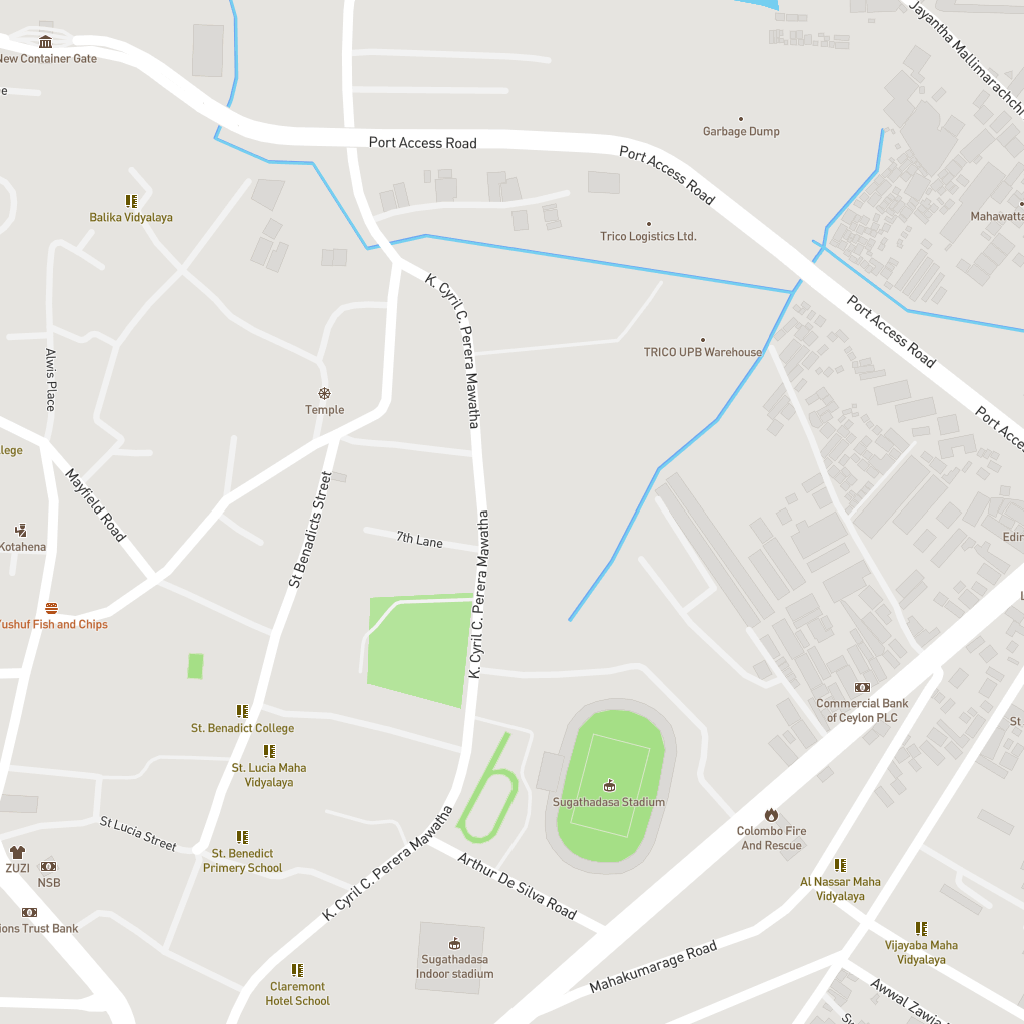 Jayantha Mallimarachchi
New Container Gate
Garbage Dump
Port Access Road
Port Access Road
Balika Vidyalaya
Mahawatta
Trico Logistics Ltd.
K. Cyril C. Perera Mawatha
Port Access Road
TRICO UPB Warehouse
Alwis Place
Temple
Port Acces
llege
Mayfield Road
St Benadicts Street
Kotahena
7th Lane
K. Cyril C. Perera Mawatha
Edin
Yushuf Fish and Chips
L
Commercial Bank
of Ceylon PLC
St
St. Benadict College
St. Lucia Maha
Vidyalaya
Sugathadasa Stadium
St Lucia Street
Colombo Fire
And Rescue
K. Cyril C. Perera Mawatha
St. Benedict
Primery School
ZUZI
NSB
Arthur De Silva Road
Al Nassar Maha
Vidyalaya
ions Trust Bank
Vijayaba Maha
Vidyalaya
Sugathadasa
Indoor stadium
Claremont
Hotel School
Mahakumarage Road
Awwal Zawia